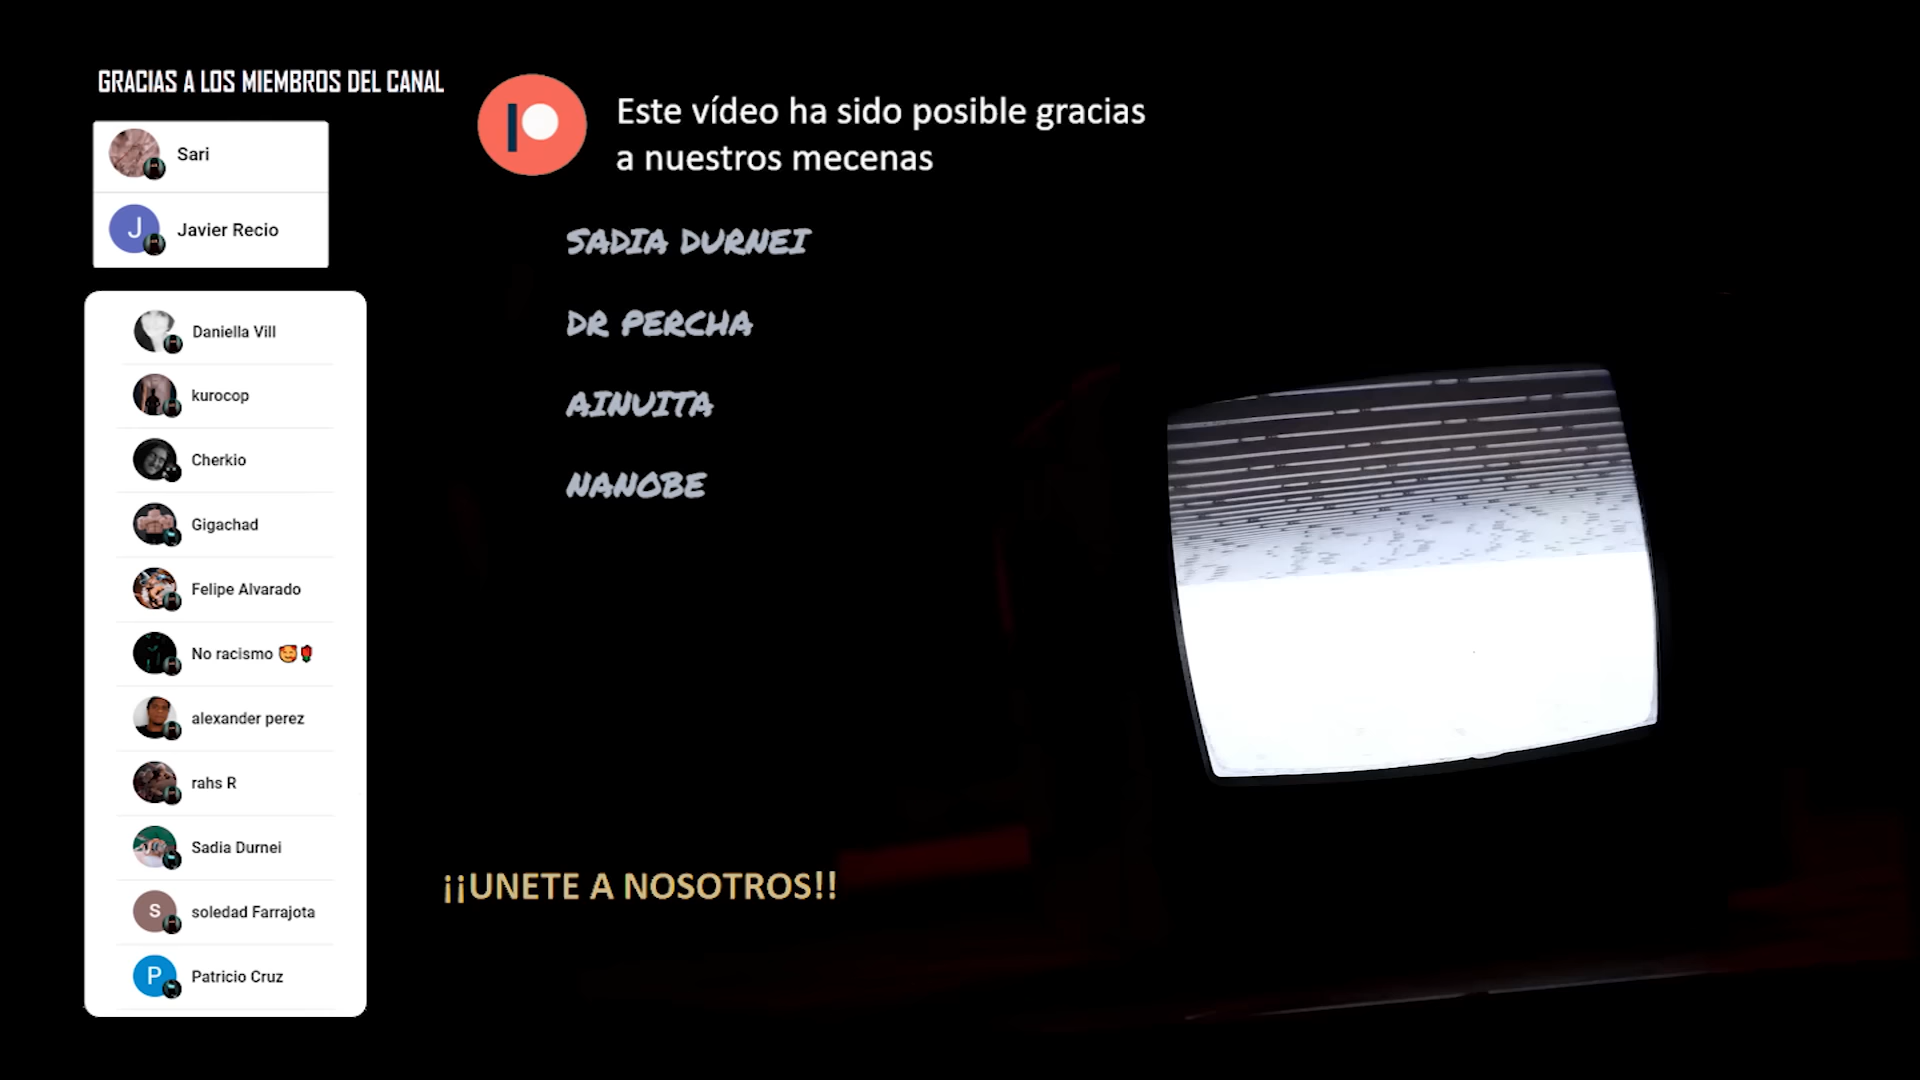 GRACIAS A LOS MIEMBROS DEL CANAL
Sari
J
Javier Recio
Daniella Vill
kurocop
Cherkio
Gigachad
Felipe Alvarado
No racismo 🥰🌹
alexander perez
rahs R
Sadia Durnei
S
soledad Farrajota
P
Patricio Cruz
Este vídeo ha sido posible gracias
a nuestros mecenas
SADIA DURNEI
DR PERCHA
AINUITA
NANOBE
¡¡UNETE A NOSOTROS!!